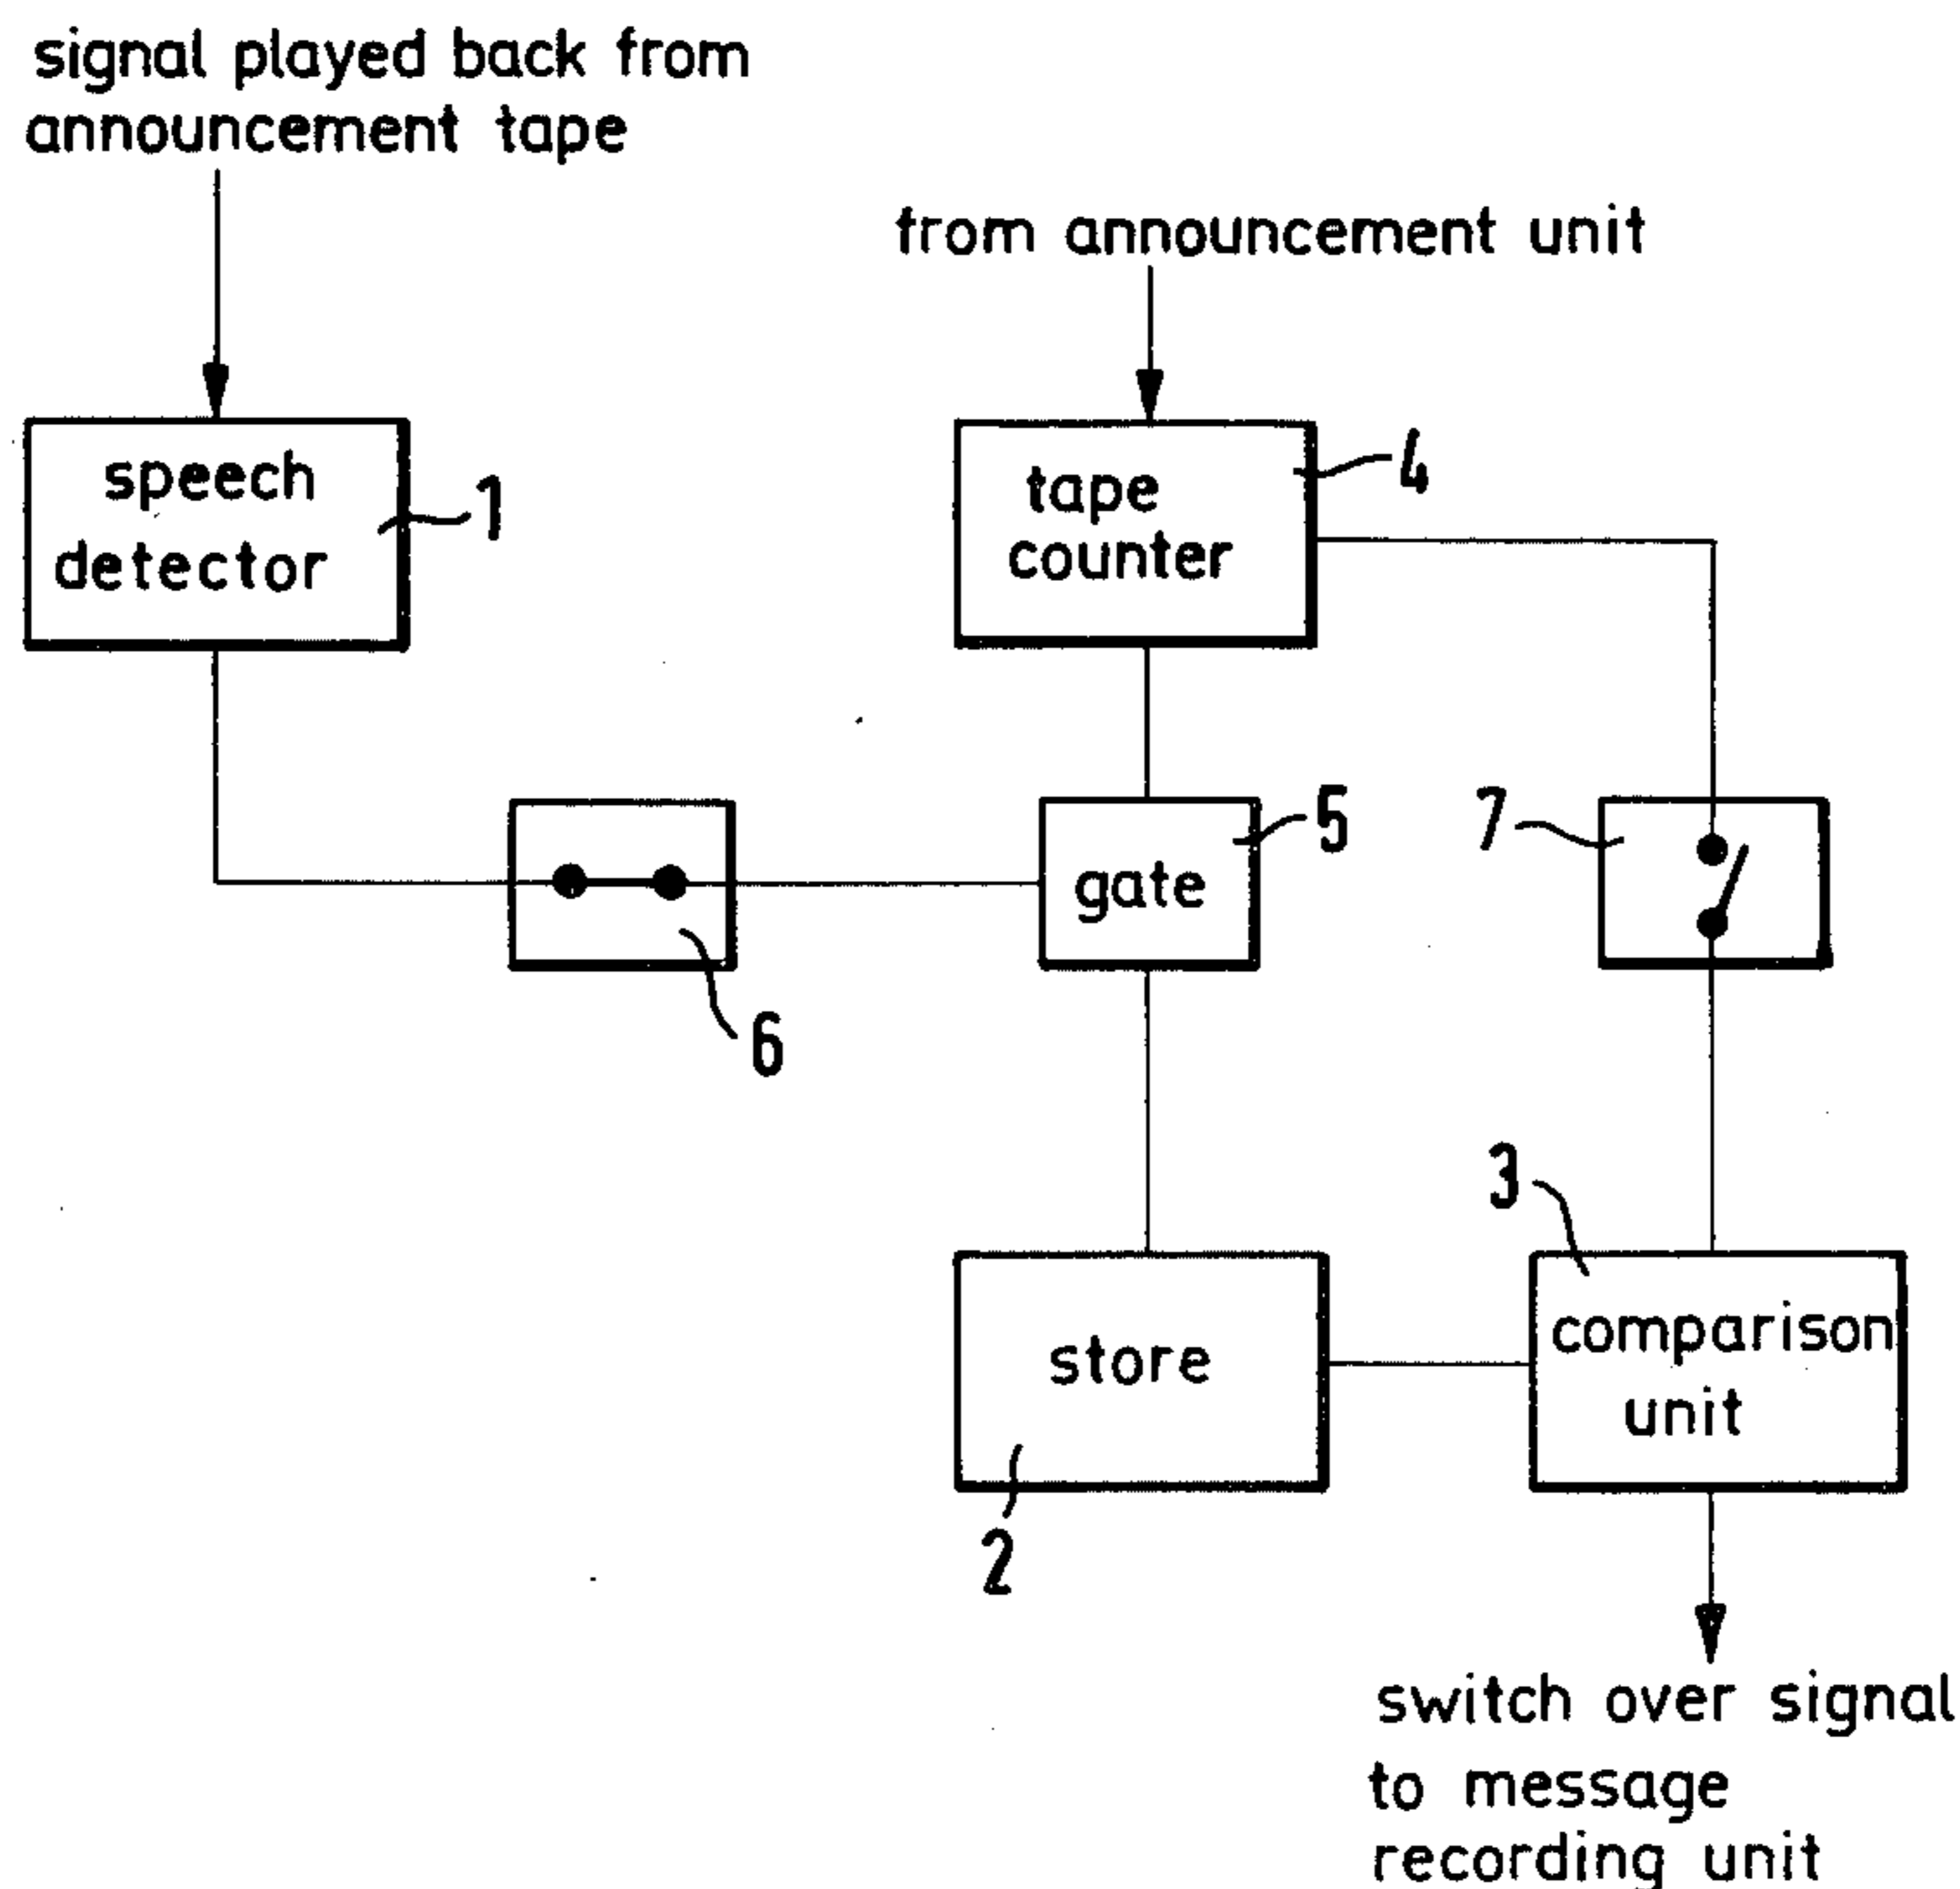 signal played back from
announcement tape
from announcement unit
speech
detector
1
tape
counter
4
gate
5
7
6
3
store
comparison
unit
2
switch over signal
to message
recording unit